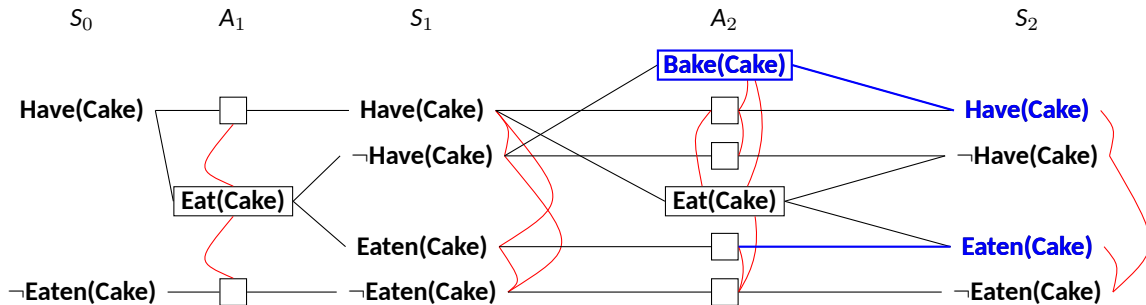 S₀ A₁ S₁ A₂ S₂
Bake(Cake)
Have(Cake) Have(Cake) Have(Cake)
¬Have(Cake) ¬Have(Cake)
Eat(Cake) Eat(Cake)
Eaten(Cake) Eaten(Cake)
¬Eaten(Cake) ¬Eaten(Cake) ¬Eaten(Cake)